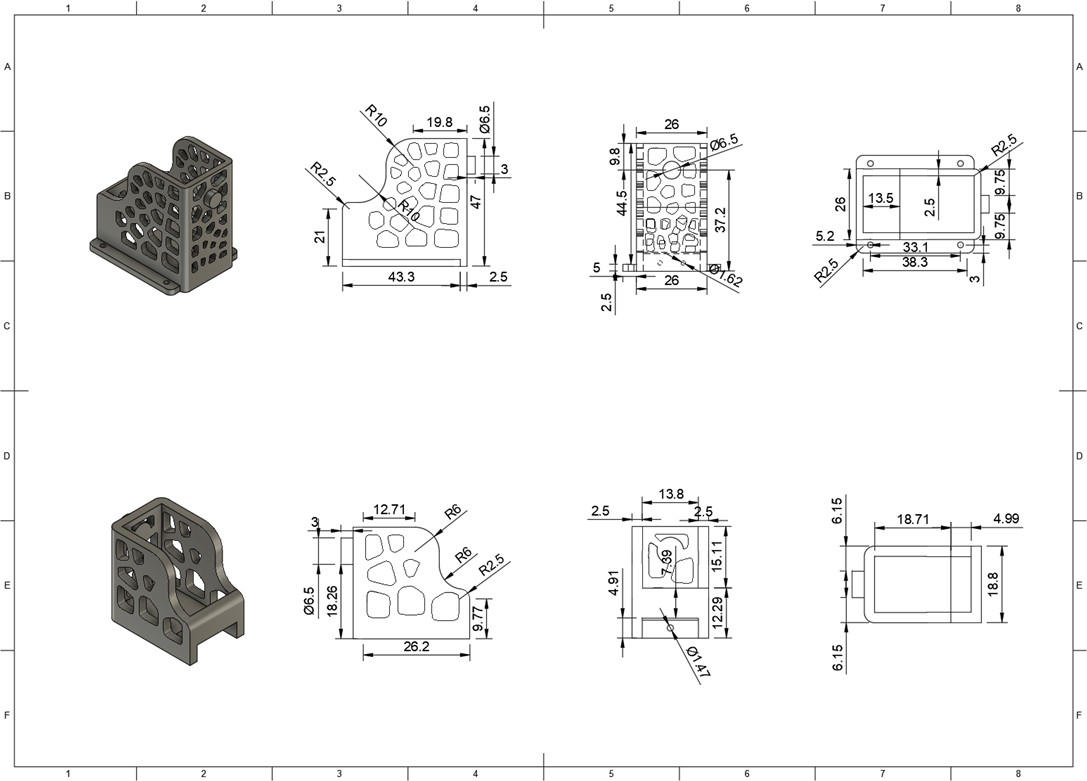 1 2 3 4 5 6 7 8
A A
R10
19.8
Ø6.5
3
R2.5
R10
47
21
43.3
2.5
26
Ø6.5
9.8
44.5
37.2
5
2.5
Ø1.62
26
R2.5
9.75
26
13.5
2.5
9.75
5.2
33.1
38.3
R2.5
3
B B
C C
D D
3
12.71
R6
R6
R2.5
Ø6.5
18.26
9.77
26.2
13.8
2.5
2.5
7.39
15.11
4.91
12.29
Ø1.47
6.15
18.71
4.99
18.8
6.15
E E
F F
1 2 3 4 5 6 7 8